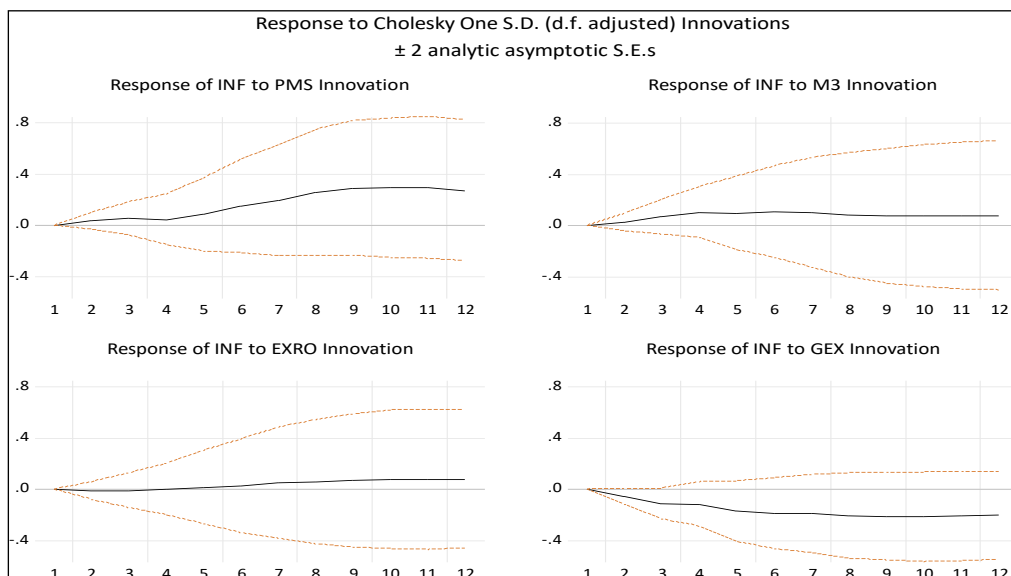 Response to Cholesky One S.D. (d.f. adjusted) Innovations
± 2 analytic asymptotic S.E.s
Response of INF to PMS Innovation
.8
.4
.0
-.4
1 2 3 4 5 6 7 8 9 10 11 12
Response of INF to M3 Innovation
.8
.4
.0
-.4
1 2 3 4 5 6 7 8 9 10 11 12
Response of INF to EXRO Innovation
.8
.4
.0
-.4
1 2 3 4 5 6 7 8 9 10 11 12
Response of INF to GEX Innovation
.8
.4
.0
-.4
1 2 3 4 5 6 7 8 9 10 11 12